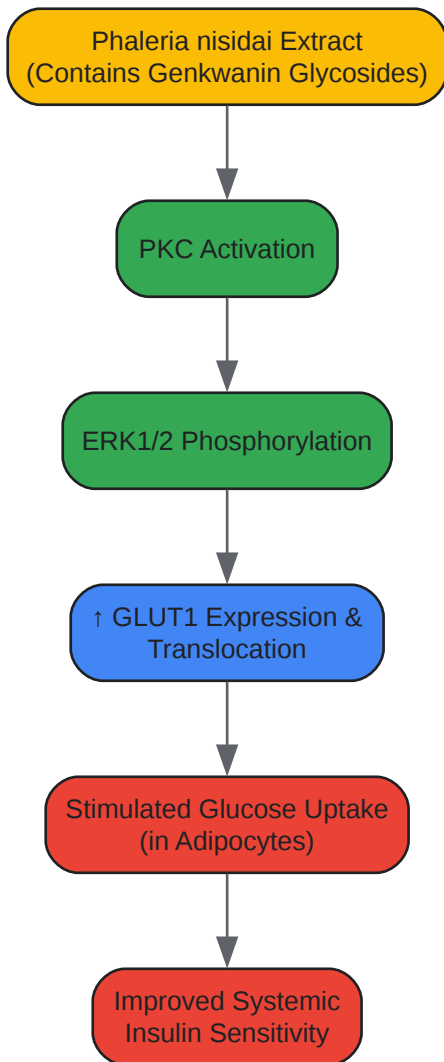 Phaleria nisidai Extract
(Contains Genkwanin Glycosides)
PKC Activation
ERK1/2 Phosphorylation
↑ GLUT1 Expression &
Translocation
Stimulated Glucose Uptake
(in Adipocytes)
Improved Systemic
Insulin Sensitivity